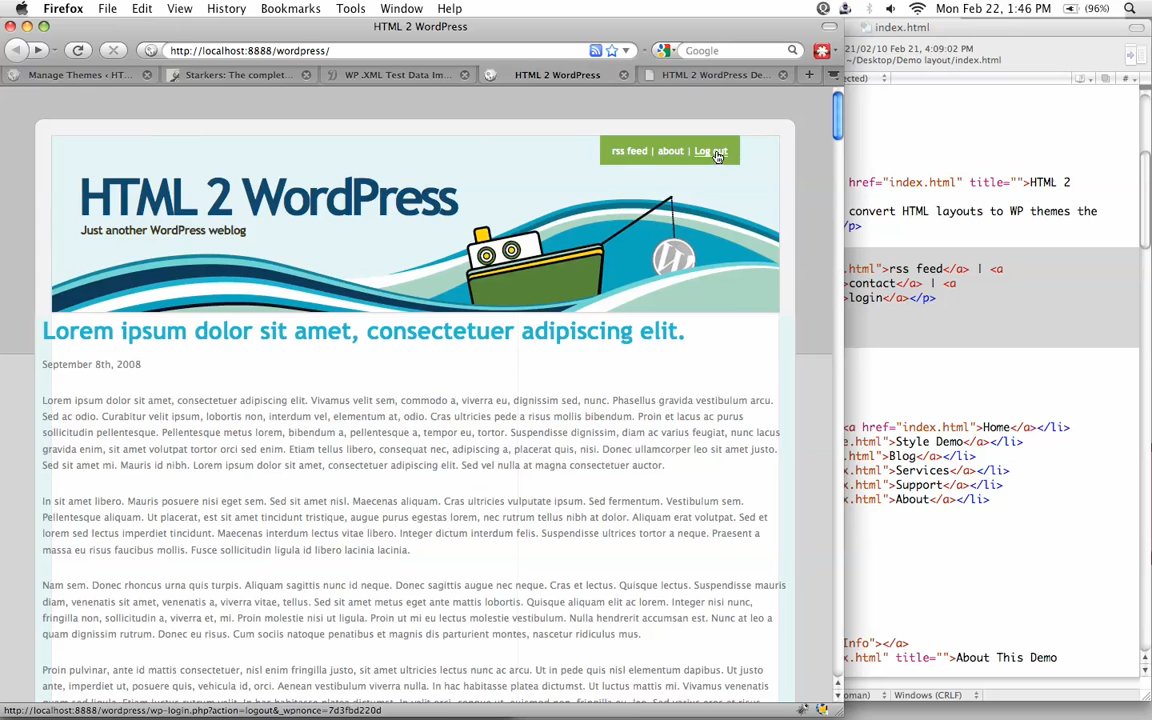 Firefox File Edit View History Bookmarks Tools Window Help
Mon Feb 22, 1:46 PM (96%)
HTML 2 WordPress
index.html
http://localhost:8888/wordpress/
Google
21/02/10 Feb 21, 4:09:02 PM
~/Desktop/Demo layout/index.html
Manage Themes ‹ HT...
Starkers: The complet...
WP .XML Test Data Im...
HTML 2 WordPress
HTML 2 WordPress De...
ected)
rss feed | about | Log out
HTML 2 WordPress
Just another WordPress weblog
Lorem ipsum dolor sit amet, consectetuer adipiscing elit.
September 8th, 2008
Lorem ipsum dolor sit amet, consectetuer adipiscing elit. Vivamus velit sem, commodo a, viverra eu, dignissim sed, nunc. Phasellus gravida vestibulum arcu.
Sed ac odio. Curabitur velit ipsum, lobortis non, interdum vel, elementum at, odio. Cras ultricies pede a risus mollis bibendum. Proin et lacus ac purus
sollicitudin pellentesque. Pellentesque metus lorem, bibendum a, pellentesque a, tempor eu, tortor. Suspendisse dignissim, diam ac varius feugiat, nunc lacus
gravida enim, sit amet volutpat tortor orci sed enim. Etiam tellus libero, consequat nec, adipiscing a, placerat quis, nisi. Donec ullamcorper leo sit amet justo.
Sed sit amet mi. Mauris id nibh. Lorem ipsum dolor sit amet, consectetuer adipiscing elit. Sed vel nulla at magna consectetuer auctor.
In sit amet libero. Mauris posuere nisi eget sem. Sed sit amet nisl. Maecenas aliquam. Cras ultricies vulputate ipsum. Sed fermentum. Vestibulum sem.
Pellentesque aliquam. Ut placerat, est sit amet tincidunt tristique, augue purus egestas lorem, nec rutrum tellus nibh at dolor. Aliquam erat volutpat. Sed et
lorem sed lectus imperdiet tincidunt. Maecenas interdum lectus vitae libero. Integer dictum interdum felis. Suspendisse ultrices tortor a neque. Praesent a
massa eu risus faucibus mollis. Fusce sollicitudin ligula id libero lacinia lacinia.
Nam sem. Donec rhoncus urna quis turpis. Aliquam sagittis nunc id neque. Donec sagittis augue nec neque. Cras et lectus. Quisque lectus. Suspendisse mauris
diam, venenatis sit amet, venenatis a, viverra vitae, tellus. Sed sit amet metus eget ante mattis lobortis. Quisque aliquam elit ac lorem. Integer nisi nunc,
fringilla non, sollicitudin a, viverra et, mi. Proin molestie nisi ut ligula. Proin ut mi eu lectus molestie vestibulum. Nulla hendrerit accumsan est. Nunc at leo a
quam dignissim rutrum. Donec eu risus. Cum sociis natoque penatibus et magnis dis parturient montes, nascetur ridiculus mus.
Proin pulvinar, ante id mattis consectetuer, nisl enim fringilla justo, sit amet ultricies lectus nunc ac arcu. Ut in pede quis nisl elementum dapibus. Ut justo
ante, imperdiet ut, posuere quis, vehicula id, orci. Aenean vestibulum viverra metus. In hac habitasse platea dictumst. Vivamus venenatis
http://localhost:8888/wordpress/wp-login.php?action=logout&_wpnonce=7d3fbd220d
href="index.html" title="">HTML 2
convert HTML layouts to WP themes the
/p>
.html">rss feed</a> | <a
>contact</a> | <a
>login</a></p>
<a href="index.html">Home</a></li>
e.html">Style Demo</a></li>
x.html">Blog</a></li>
ex.html">Services</a></li>
ex.html">Support</a></li>
x.html">About</a></li>
Info"></a>
x.html" title="">About This Demo
oman)
Windows (CRLF)